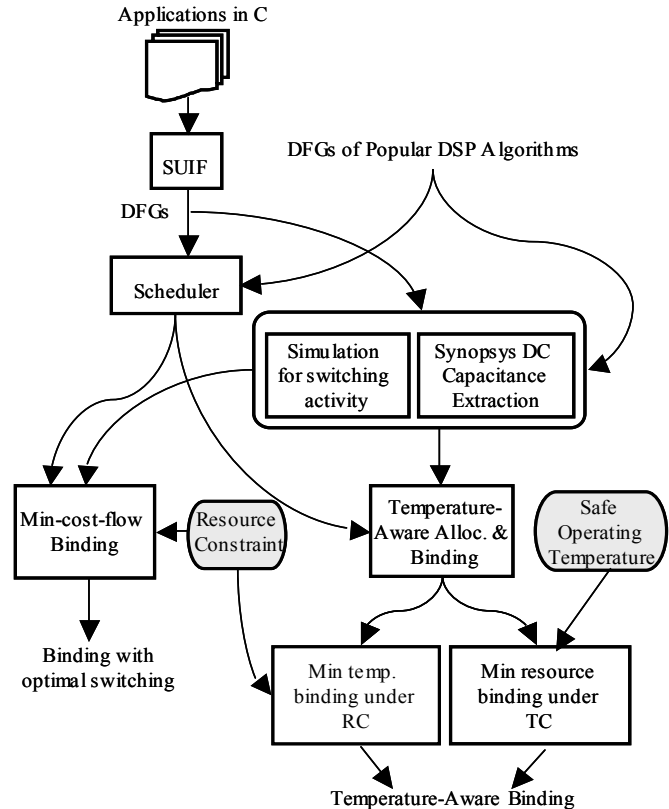 Applications in C
SUIF
DFGs of Popular DSP Algorithms
DFGs
Scheduler
Simulation
for switching
activity
Synopsys DC
Capacitance
Extraction
Min-cost-flow
Binding
Resource
Constraint
Temperature-
Aware Alloc. &
Binding
Safe
Operating
Temperature
Binding with
optimal switching
Min temp.
binding under
RC
Min resource
binding under
TC
Temperature-Aware Binding